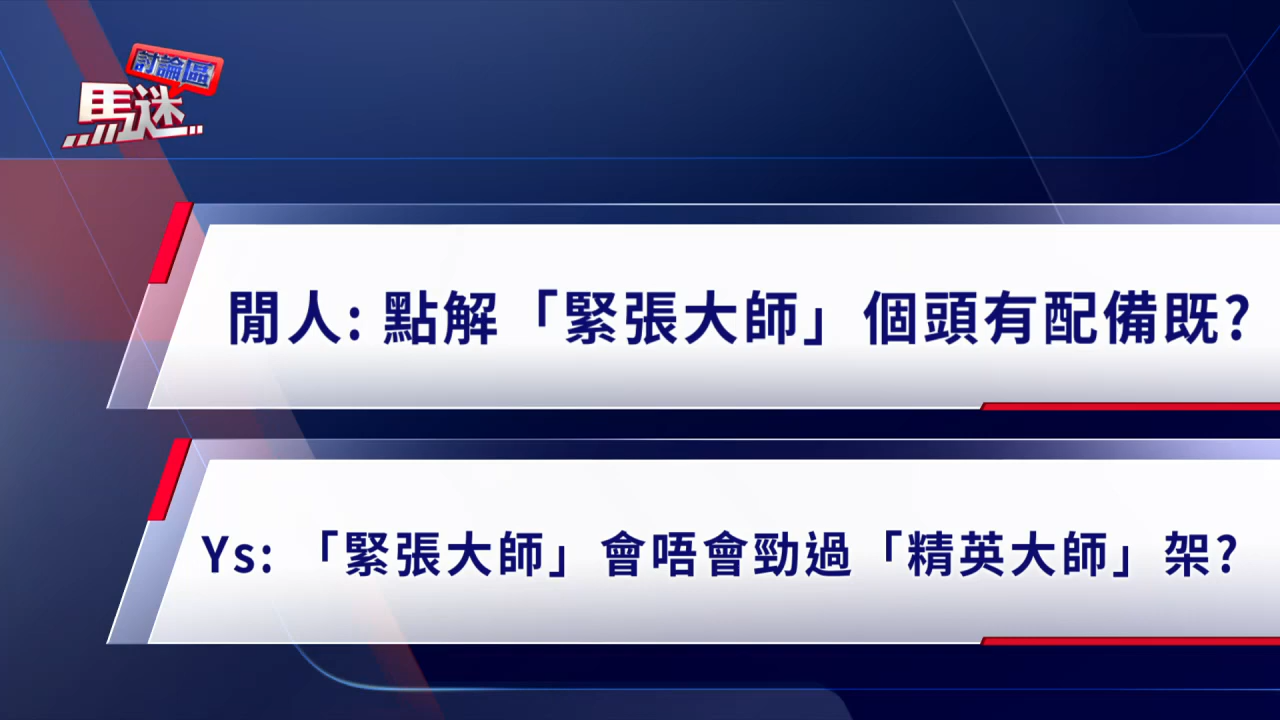 討論區
馬迷
閒人: 點解「緊張大師」個頭有配備既?
Ys: 「緊張大師」會唔會勁過「精英大師」架?